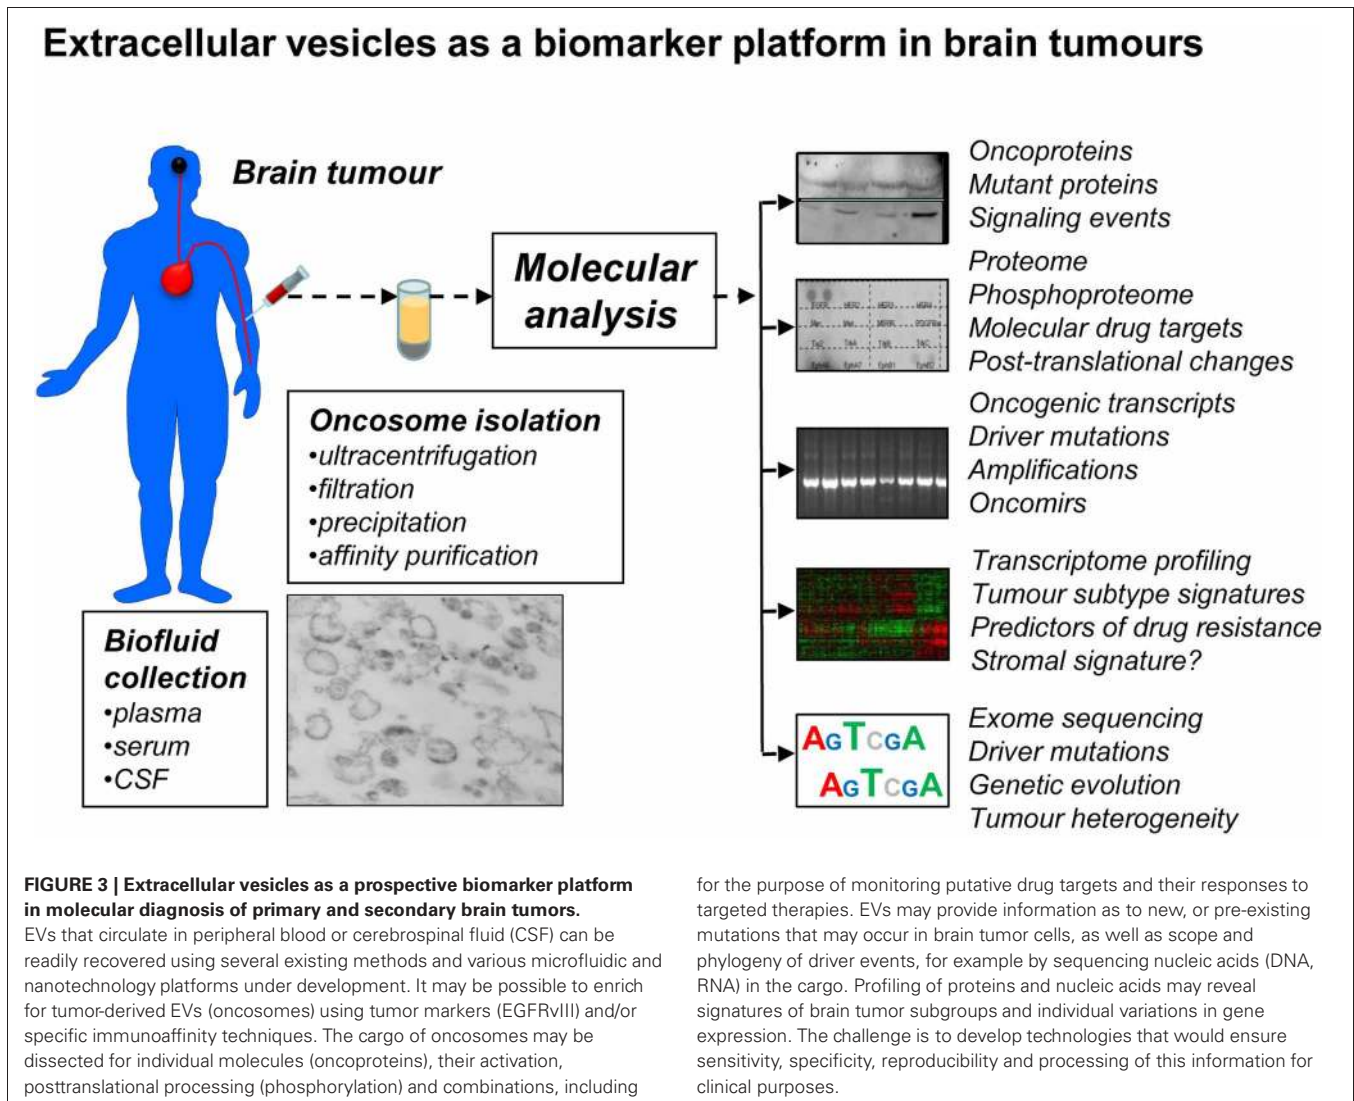 Extracellular vesicles as a biomarker platform in brain tumours
Brain tumour
Molecular
analysis
Oncosome isolation
•ultracentrifugation
•filtration
•precipitation
•affinity purification
Biofluid
collection
•plasma
•serum
•CSF
Oncoproteins
Mutant proteins
Signaling events
Proteome
Phosphoproteome
Molecular drug targets
Post-translational changes
Oncogenic transcripts
Driver mutations
Amplifications
Oncomirs
Transcriptome profiling
Tumour subtype signatures
Predictors of drug resistance
Stromal signature?
AGTCGA
AGTCGA
Exome sequencing
Driver mutations
Genetic evolution
Tumour heterogeneity
FIGURE 3 | Extracellular vesicles as a prospective biomarker platform
in molecular diagnosis of primary and secondary brain tumors.
EVs that circulate in peripheral blood or cerebrospinal fluid (CSF) can be
readily recovered using several existing methods and various microfluidic and
nanotechnology platforms under development. It may be possible to enrich
for tumor-derived EVs (oncosomes) using tumor markers (EGFRvIII) and/or
specific immunoaffinity techniques. The cargo of oncosomes may be
dissected for individual molecules (oncoproteins), their activation,
posttranslational processing (phosphorylation) and combinations, including
for the purpose of monitoring putative drug targets and their responses to
targeted therapies. EVs may provide information as to new, or pre-existing
mutations that may occur in brain tumor cells, as well as scope and
phylogeny of driver events, for example by sequencing nucleic acids (DNA,
RNA) in the cargo. Profiling of proteins and nucleic acids may reveal
signatures of brain tumor subgroups and individual variations in gene
expression. The challenge is to develop technologies that would ensure
sensitivity, specificity, reproducibility and processing of this information for
clinical purposes.